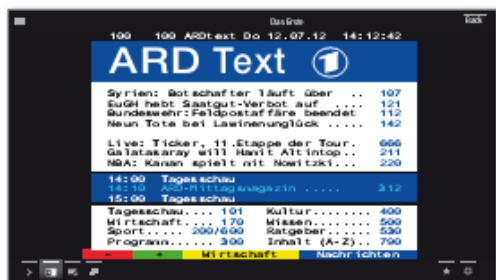 Das Erste
Back
100 100 ARDtext Do 12.07.12 14:12:42
ARD Text 1
Syrien: Botschafter läuft über .. 107
EuGH hebt Saatgut-Verbot auf .... 121
Bundeswehr:Feldpostaffäre beendet 112
Neun Tote bei Lawinenunglück ..... 142
Live: Ticker, 11.Etappe der Tour. 666
Galatasaray will Hamit Altintop.. 211
NBA: Kaman spielt mit Nowitzki... 220
14:00 Tagesschau
14:10 ARD-Mittagsmagazin ..... 312
15:00 Tagesschau
Tagesschau.... 101 Kultur....... 400
Wirtschaft.... 170 Wissen....... 500
Sport..... 200/600 Ratgeber..... 530
Programm..... 300 Inhalt (A-Z). 790
- + Wirtschaft Nachrichten